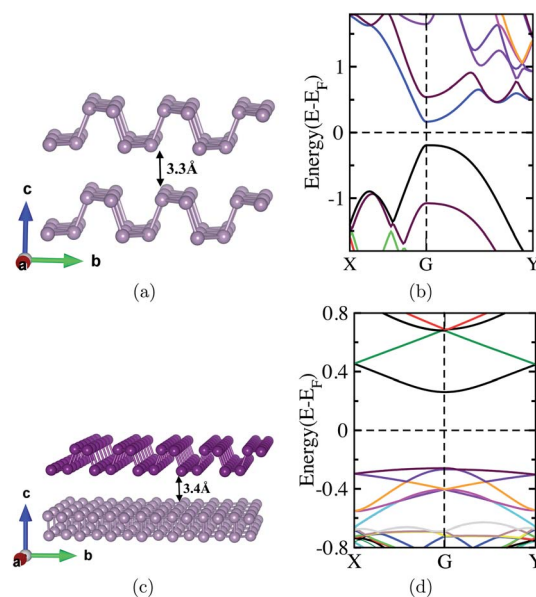 3.3Å
c
a
b
(a)
Energy(E-E_F)
1
0
-1
X
G
Y
(b)
3.4Å
c
a
b
(c)
Energy(E-E_F)
0.8
0.4
0
-0.4
-0.8
X
G
Y
(d)